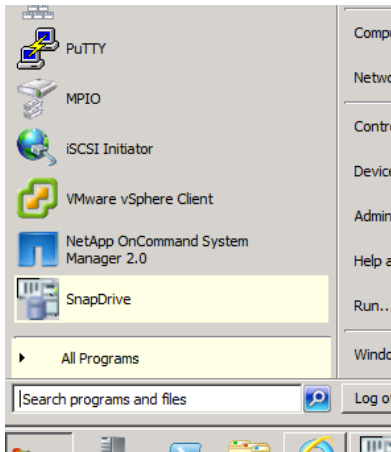 PuTTY
MPIO
iSCSI Initiator
VMware vSphere Client
NetApp OnCommand System
Manager 2.0
SnapDrive
All Programs
Search programs and files
Compu
Netwo
Contr
Device
Admin
Help a
Run..
Windo
Log o